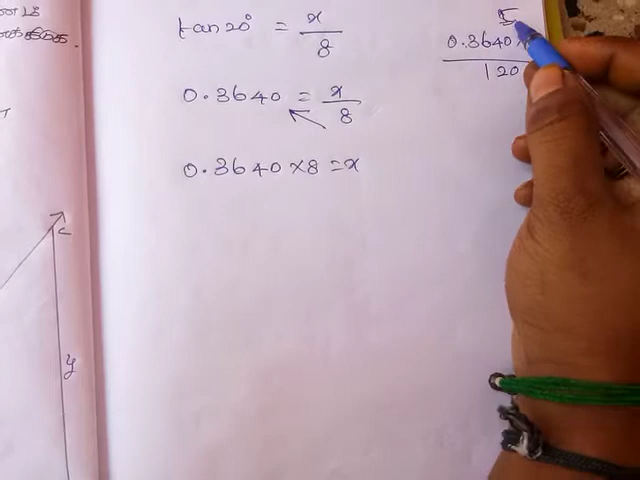 tan 20° = x/8
0.3640 = x/8
0.3640 × 8 = x
5
0.3640 ×
120
C
y